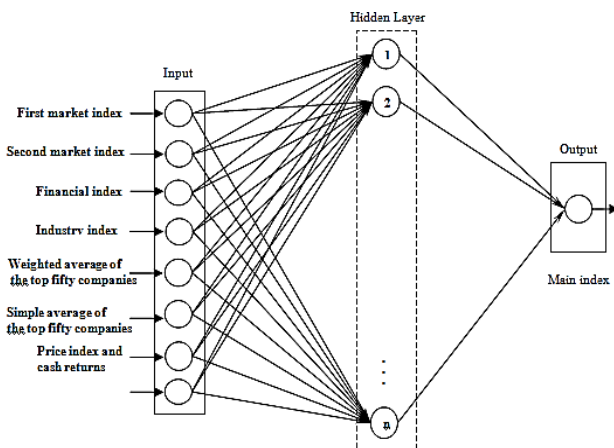 Hidden Layer
Input
1
First market index
2
Second market index
Output
Financial index
Industry index
Weighted average of
the top fifty companies
Main index
Simple average of
the top fifty companies
Price index and
cash returns
...
n